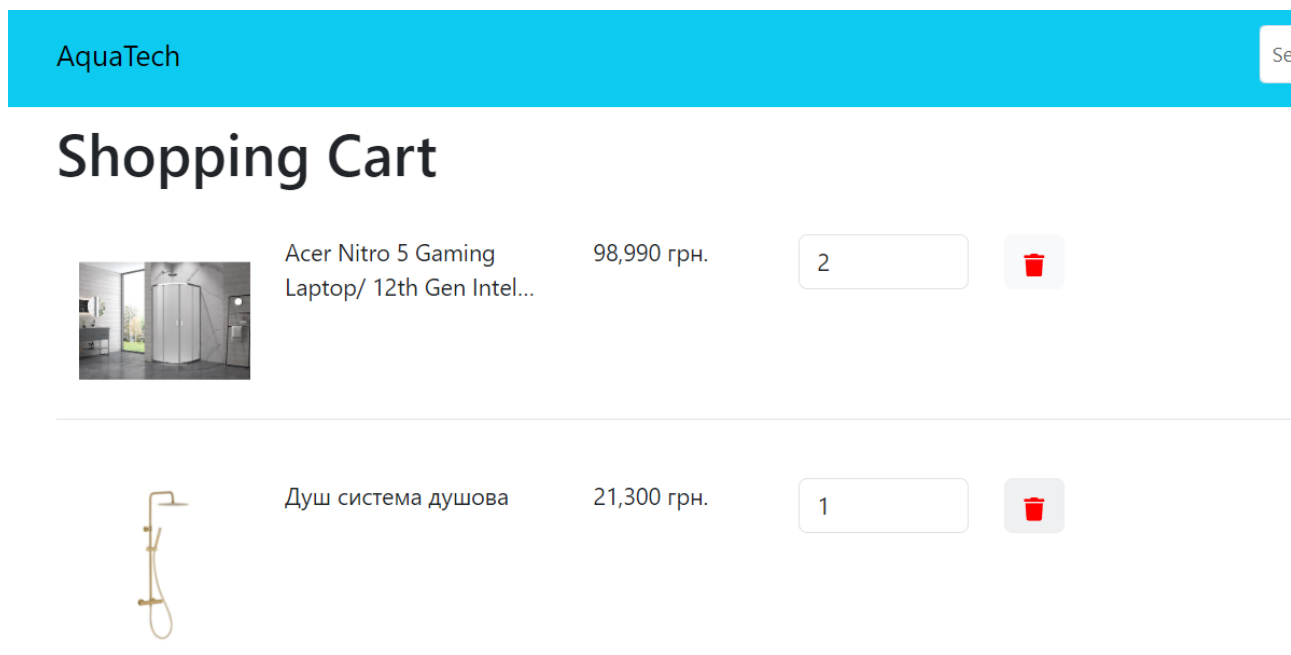 AquaTech
Se
Shopping Cart
Acer Nitro 5 Gaming
Laptop/ 12th Gen Intel...
98,990 грн.
2
Душ система душова
21,300 грн.
1